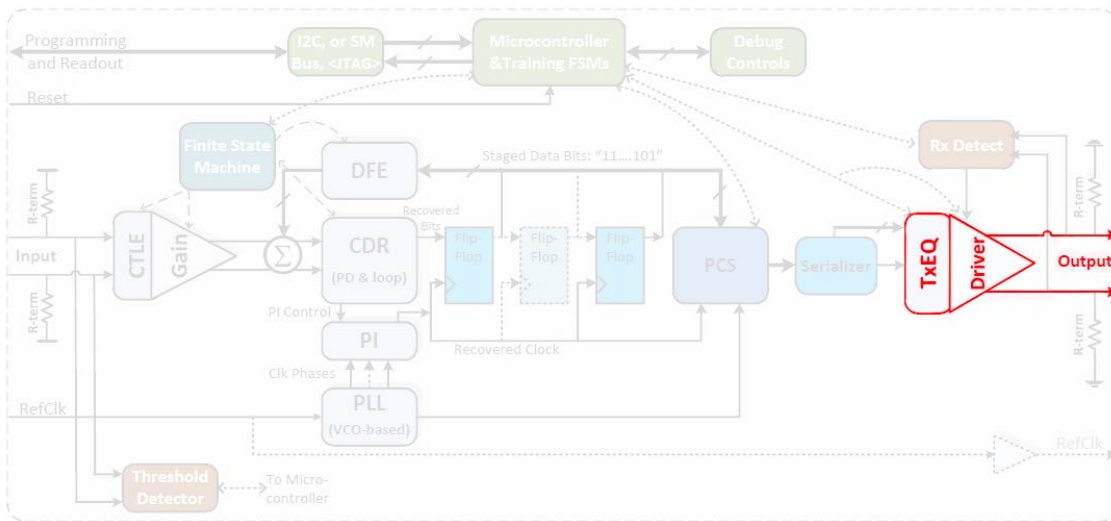 Programming
and Readout
I2C, or SM
Bus, <JTAG>
Microcontroller
&Training FSMs
Debug
Controls
Reset
Finite State
Machine
DFE
Staged Data Bits: "11....101"
Rx Detect
R-term
R-term
Input
CTLE
Gain
Σ
CDR
(PD & loop)
Recovered
Bits
Flip-
Flop
Flip-
Flop
Flip-
Flop
PCS
Serializer
TxEQ
Driver
Output
R-term
R-term
PI Control
PI
Recovered Clock
Clk Phases
RefClk
PLL
(VCO-based)
RefClk
Threshold
Detector
To Micro-
controller